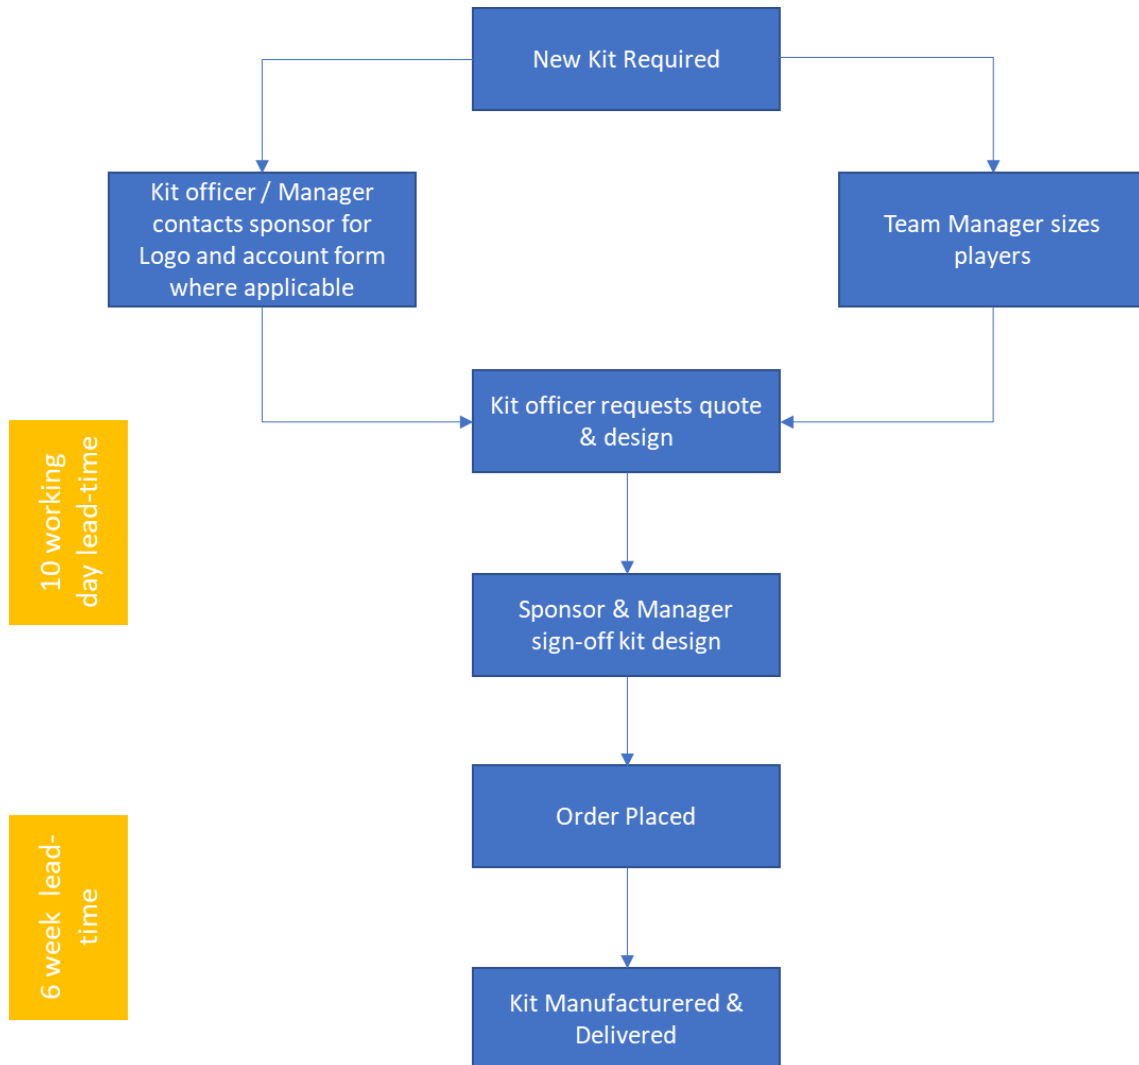 New Kit Required
Kit officer / Manager
contacts sponsor for
Logo and account form
where applicable
Team Manager sizes
players
Kit officer requests quote
& design
10 working
day lead-time
Sponsor & Manager
sign-off kit design
Order Placed
6 week lead-
time
Kit Manufacturered &
Delivered